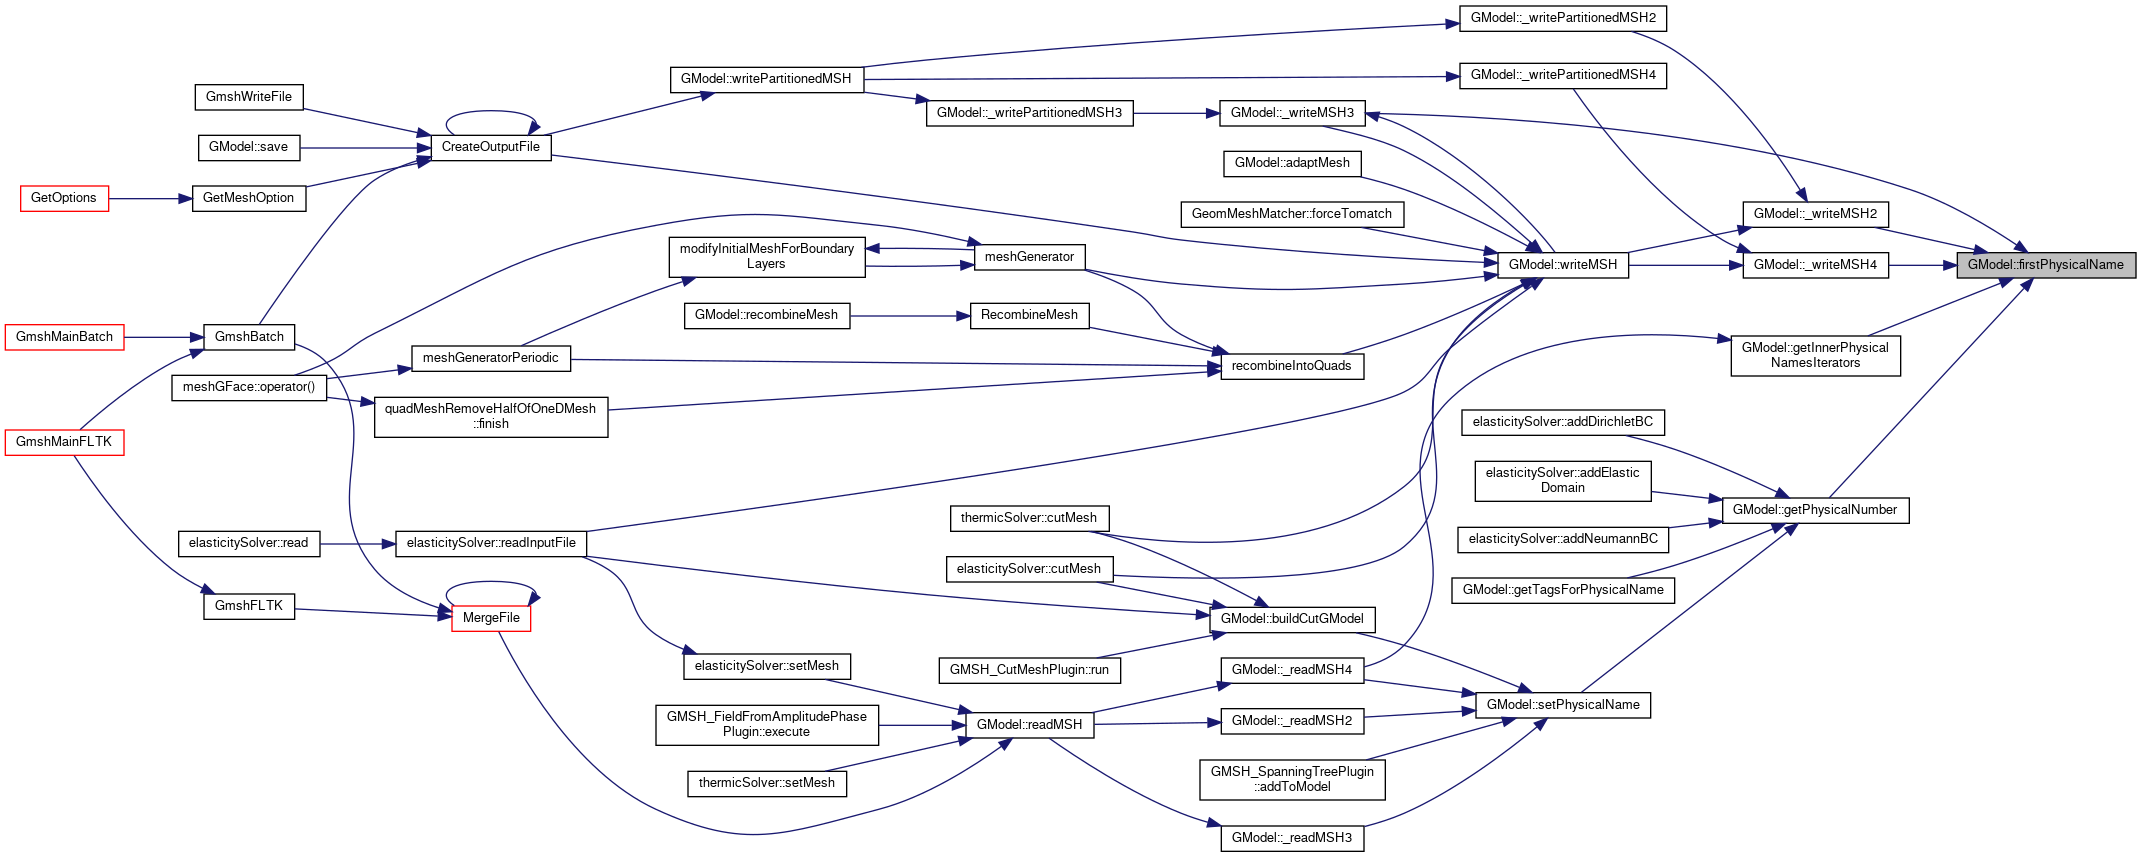 GModel::_writePartitionedMSH2
GModel::writePartitionedMSH
GModel::_writePartitionedMSH4
GmshWriteFile
GModel::_writePartitionedMSH3
GModel::_writeMSH3
GModel::save
CreateOutputFile
GModel::adaptMesh
GetOptions
GetMeshOption
GeomMeshMatcher::forceTomatch
GModel::_writeMSH2
modifyInitialMeshForBoundary
Layers
meshGenerator
GModel::writeMSH
GModel::_writeMSH4
GModel::firstPhysicalName
GmshMainBatch
GmshBatch
GModel::recombineMesh
RecombineMesh
GModel::getInnerPhysical
NamesIterators
meshGFace::operator()
meshGeneratorPeriodic
recombineIntoQuads
quadMeshRemoveHalfOfOneDMesh
::finish
GmshMainFLTK
elasticitySolver::addDirichletBC
elasticitySolver::addElastic
Domain
GModel::getPhysicalNumber
elasticitySolver::read
elasticitySolver::readInputFile
thermicSolver::cutMesh
elasticitySolver::addNeumannBC
elasticitySolver::cutMesh
GModel::getTagsForPhysicalName
GmshFLTK
MergeFile
GModel::buildCutGModel
elasticitySolver::setMesh
GMSH_CutMeshPlugin::run
GModel::_readMSH4
GMSH_FieldFromAmplitudePhase
Plugin::execute
GModel::readMSH
GModel::_readMSH2
GModel::setPhysicalName
thermicSolver::setMesh
GMSH_SpanningTreePlugin
::addToModel
GModel::_readMSH3